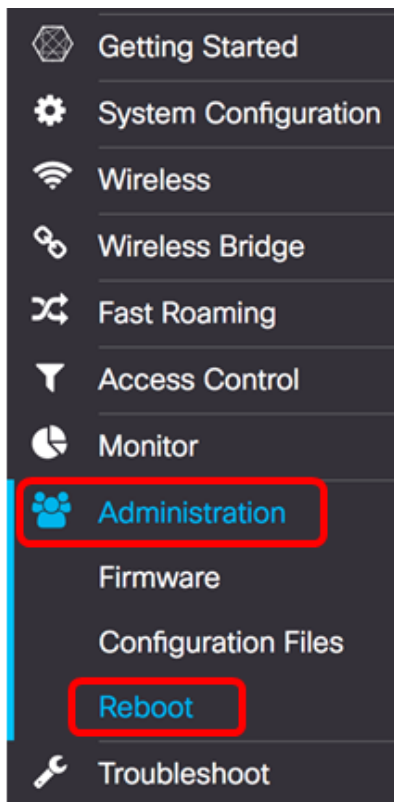 Getting Started
System Configuration
Wireless
Wireless Bridge
Fast Roaming
Access Control
Monitor
Administration
Firmware
Configuration Files
Reboot
Troubleshoot